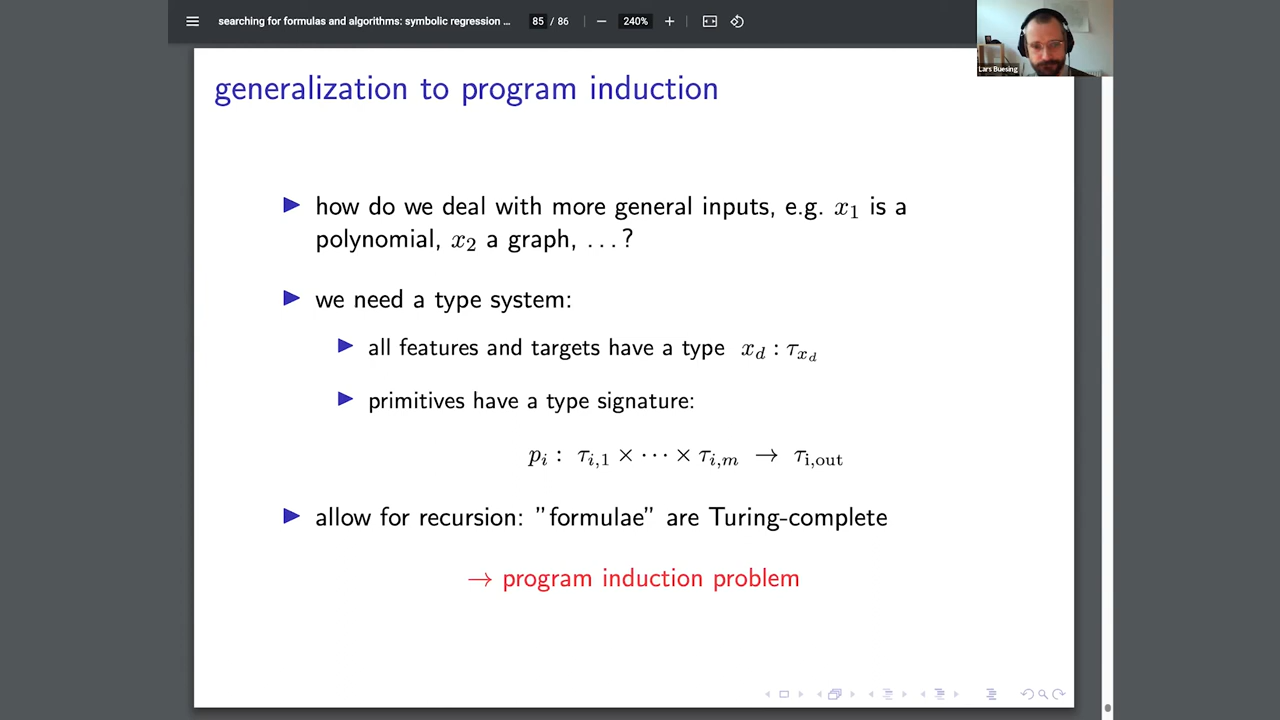 searching for formulas and algorithms: symbolic regression ... 85 / 86 240%
Lars Buesing
generalization to program induction
how do we deal with more general inputs, e.g. x₁ is a
polynomial, x₂ a graph, ...?
we need a type system:
all features and targets have a type x_d : τ_{x_d}
primitives have a type signature:
p_i : τ_{i,1} × ⋯ × τ_{i,m} → τ_{i,out}
allow for recursion: "formulae" are Turing-complete
→ program induction problem